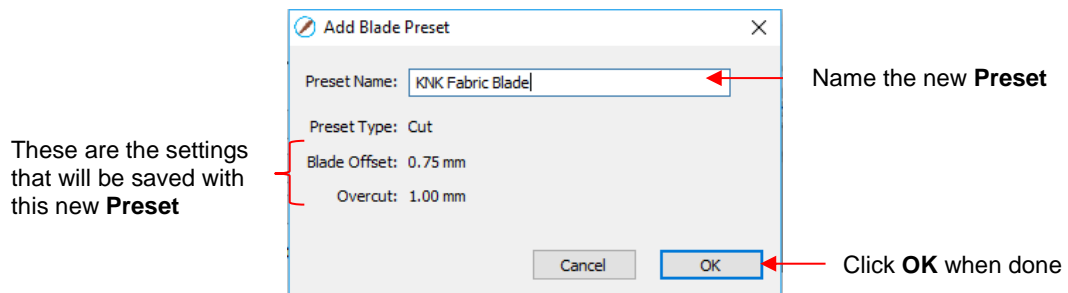 Add Blade Preset
Preset Name: KNK Fabric Blade
Name the new Preset
Preset Type: Cut
These are the settings
that will be saved with
this new Preset
Blade Offset: 0.75 mm
Overcut: 1.00 mm
Cancel
OK
Click OK when done